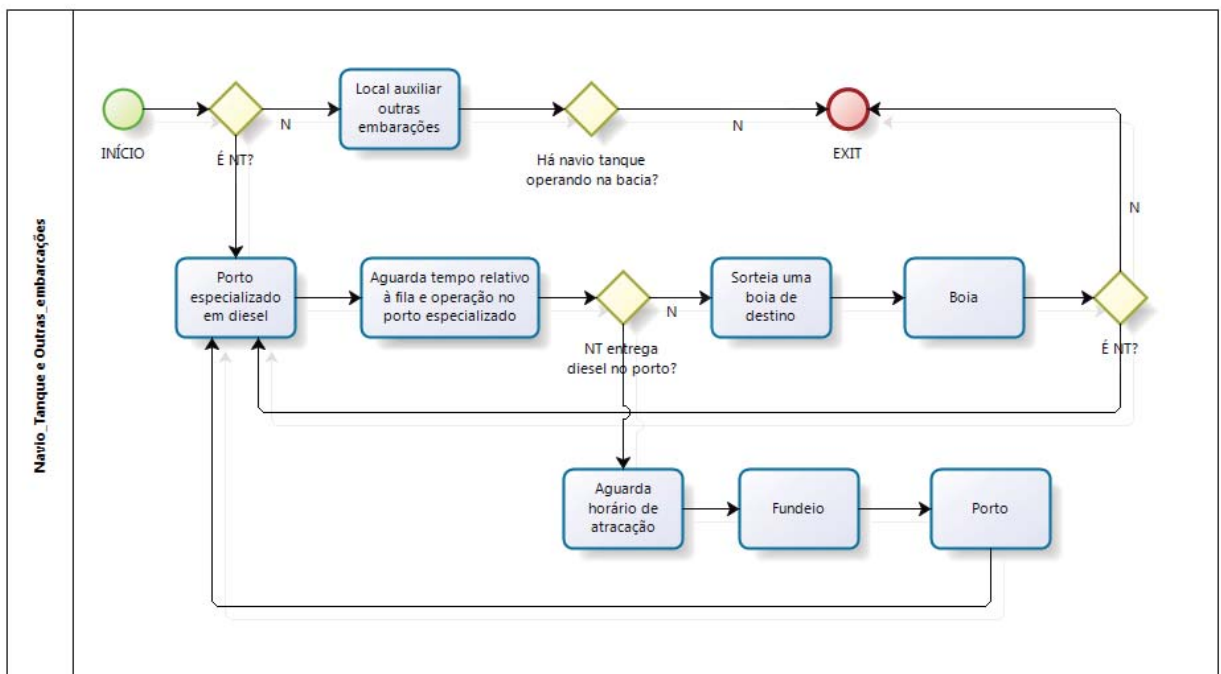 Navio_Tanque e Outras_embarcações
INÍCIO
É NT?
N
Local auxiliar
outras
embarações
Há navio tanque
operando na bacia?
N
EXIT
N
Porto
especializado
em diesel
Aguarda tempo relativo
à fila e operação no
porto especializado
NT entrega
diesel no porto?
N
Sorteia uma
boia de
destino
Boia
É NT?
Aguarda
horário de
atracação
Fundeio
Porto